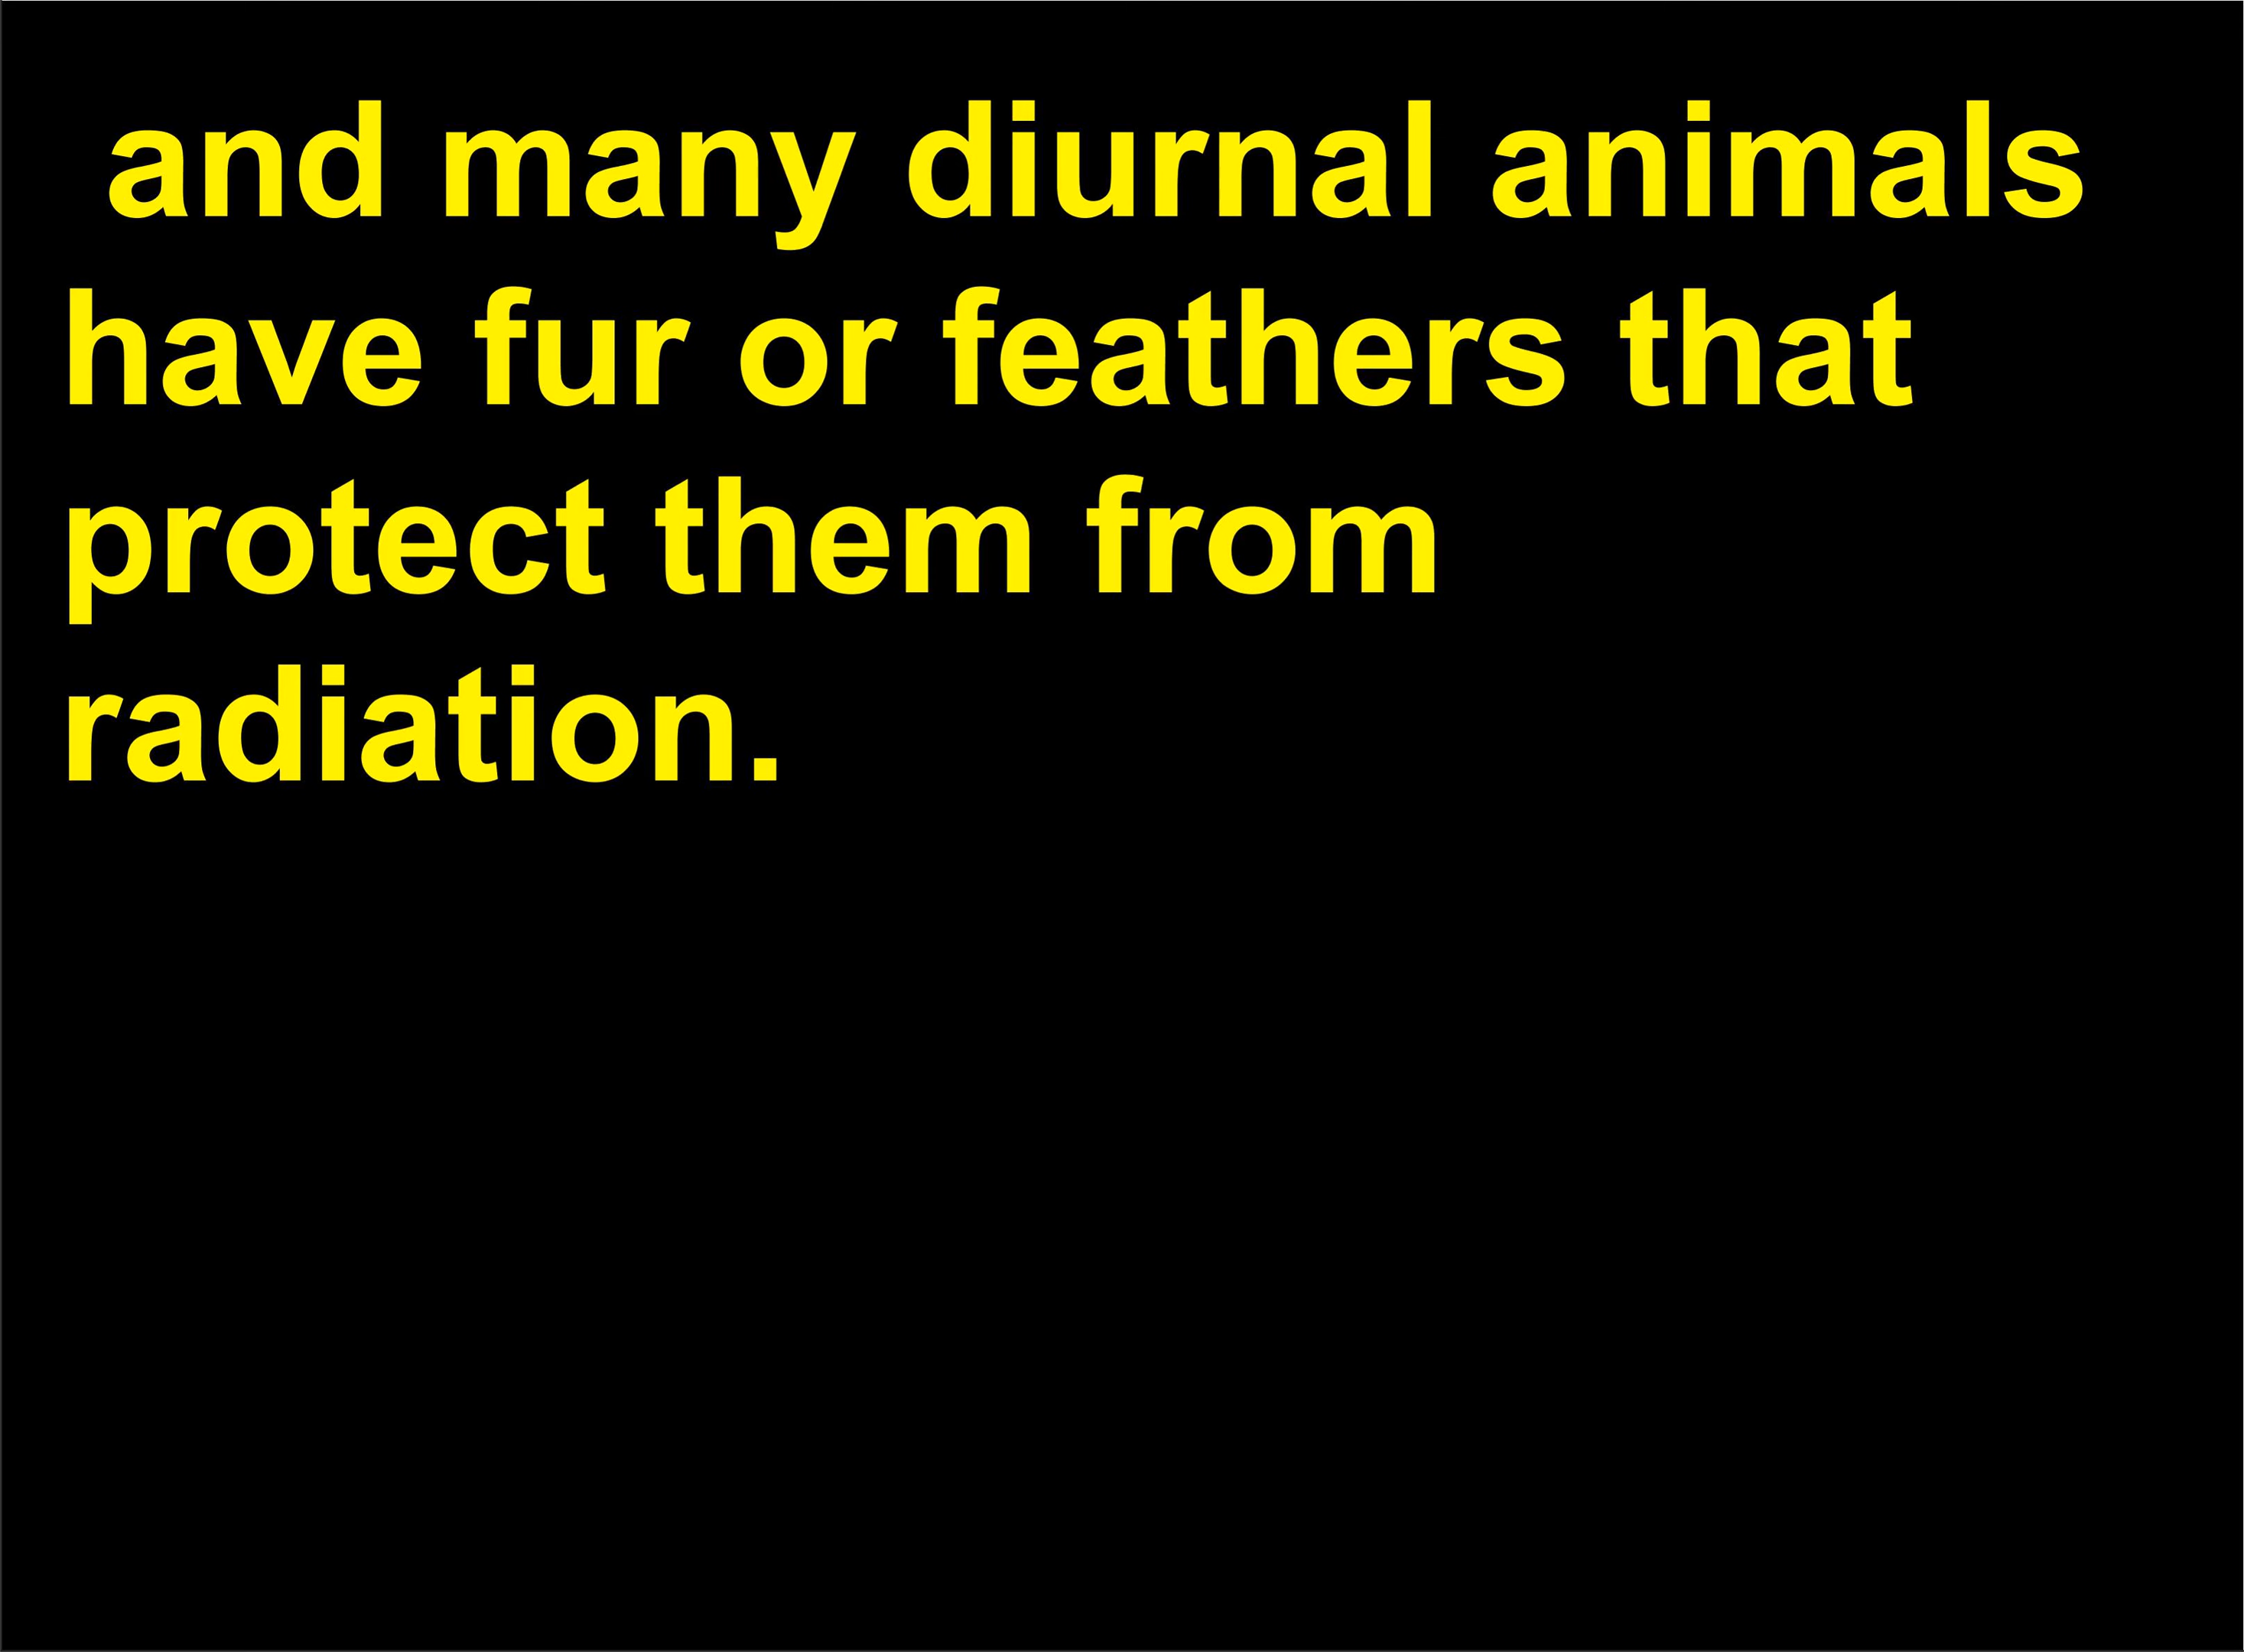 and many diurnal animals
have fur or feathers that
protect them from
radiation.